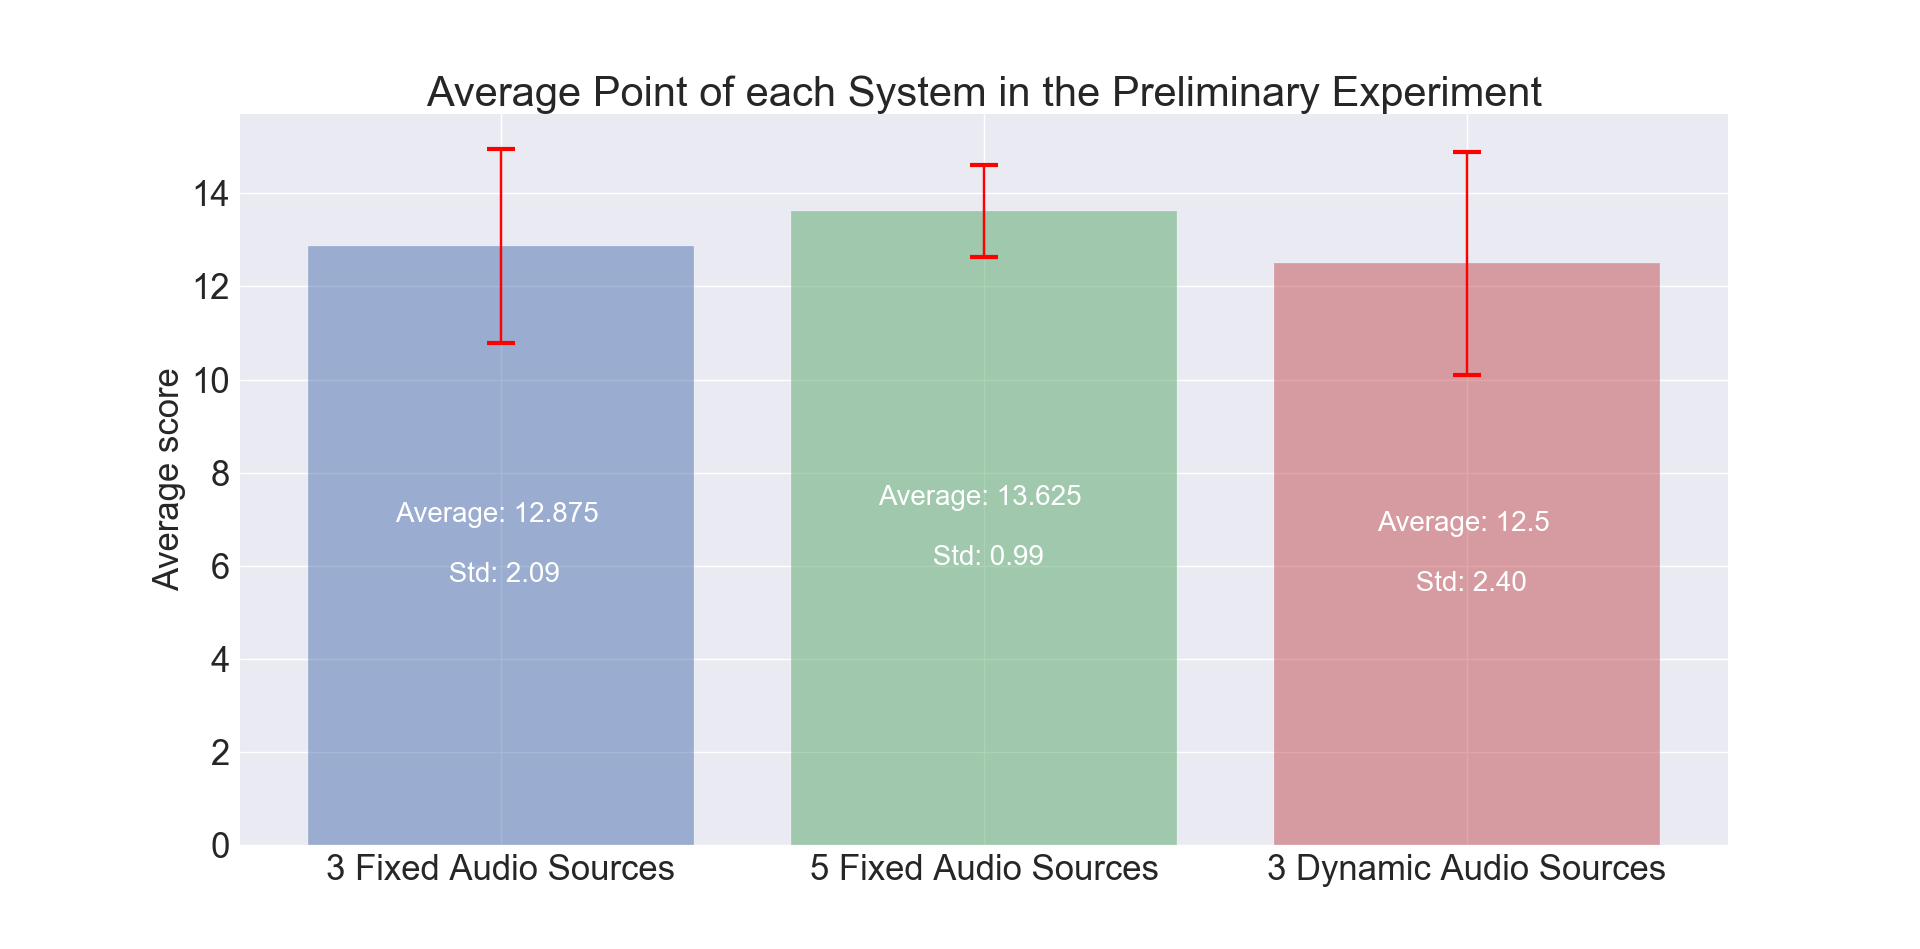 Average Point of each System in the Preliminary Experiment
Average score
14
12
10
8
6
4
2
0
Average: 12.875
Std: 2.09
Average: 13.625
Std: 0.99
Average: 12.5
Std: 2.40
3 Fixed Audio Sources
5 Fixed Audio Sources
3 Dynamic Audio Sources